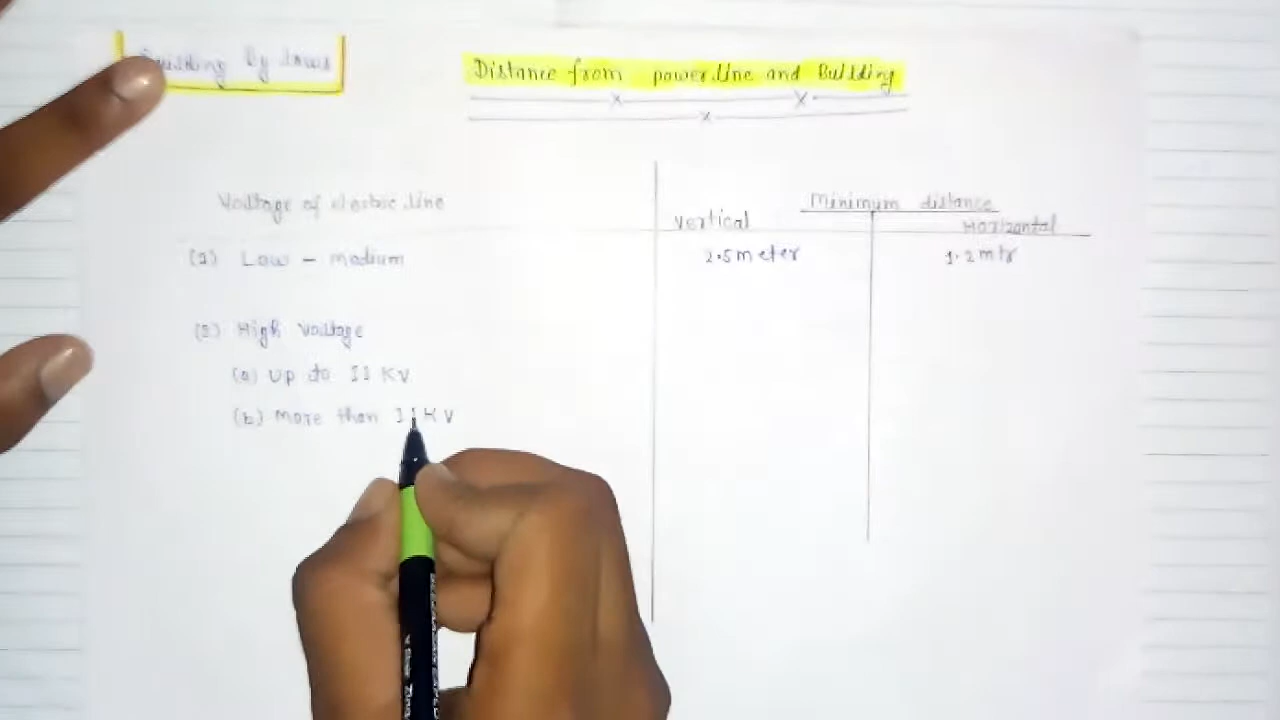 Building By laws
Distance from power line and Building
Voltage of electric line
Minimum distance
Vertical
Horizontal
(1) Low - medium
2.5 meter
1.2 mtr
(2) High Voltage
(a) Up to 11 KV
(b) More than 11 KV